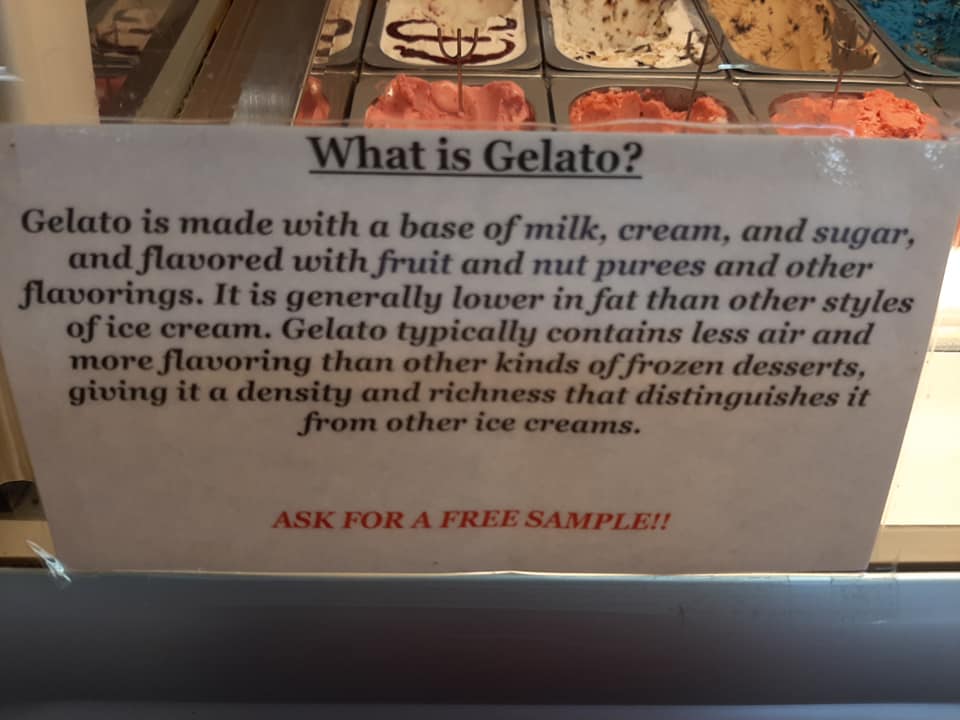 What is Gelato?
Gelato is made with a base of milk, cream, and sugar,
and flavored with fruit and nut purees and other
flavorings. It is generally lower in fat than other styles
of ice cream. Gelato typically contains less air and
more flavoring than other kinds of frozen desserts,
giving it a density and richness that distinguishes it
from other ice creams.
ASK FOR A FREE SAMPLE!!